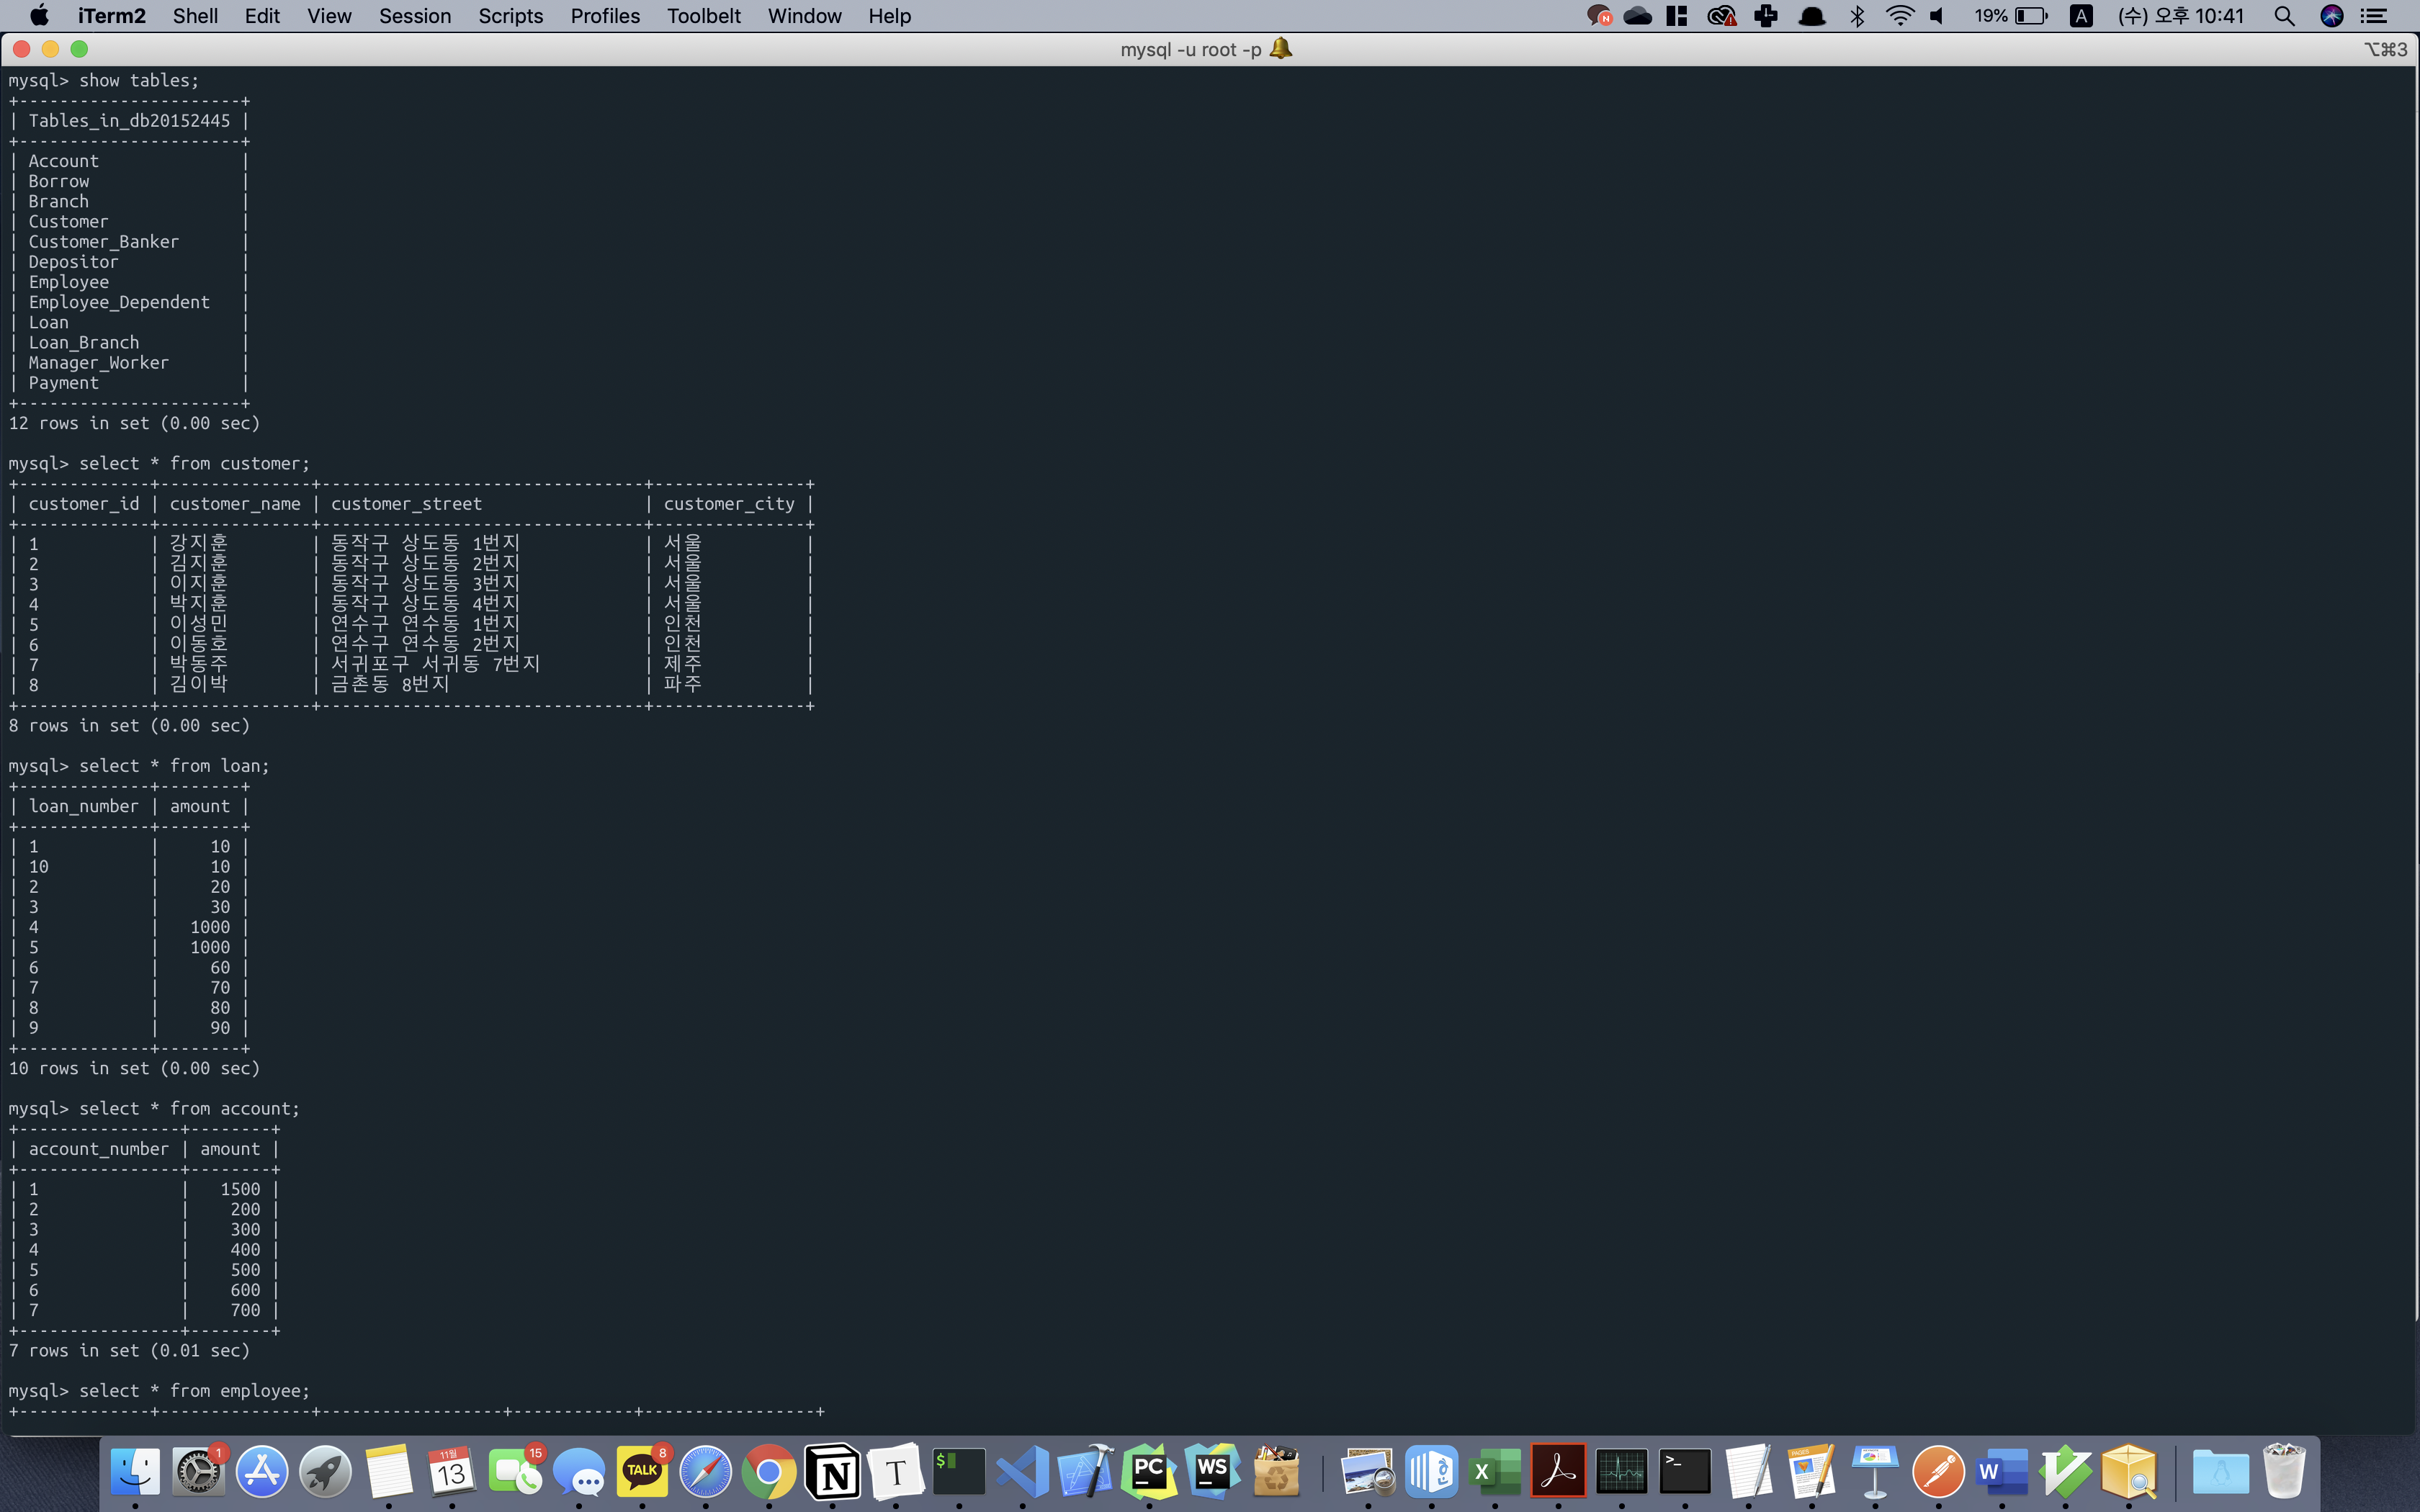 iTerm2 Shell Edit View Session Scripts Profiles Toolbelt Window Help N 19% A (수) 오후 10:41
mysql -u root -p ⌥⌘3
mysql> show tables;
+----------------------+
| Tables_in_db20152445 |
+----------------------+
| Account              |
| Borrow               |
| Branch               |
| Customer             |
| Customer_Banker      |
| Depositor            |
| Employee             |
| Employee_Dependent   |
| Loan                 |
| Loan_Branch          |
| Manager_Worker       |
| Payment              |
+----------------------+
12 rows in set (0.00 sec)
mysql> select * from customer;
+-------------+---------------+--------------------------------+---------------+
| customer_id | customer_name | customer_street                | customer_city |
+-------------+---------------+--------------------------------+---------------+
| 1           | 강지훈        | 동작구 상도동 1번지            | 서울          |
| 2           | 김지훈        | 동작구 상도동 2번지            | 서울          |
| 3           | 이지훈        | 동작구 상도동 3번지            | 서울          |
| 4           | 박지훈        | 동작구 상도동 4번지            | 서울          |
| 5           | 이성민        | 연수구 연수동 1번지            | 인천          |
| 6           | 이동호        | 연수구 연수동 2번지            | 인천          |
| 7           | 박동주        | 서귀포구 서귀동 7번지          | 제주          |
| 8           | 김이박        | 금촌동 8번지                   | 파주          |
+-------------+---------------+--------------------------------+---------------+
8 rows in set (0.00 sec)
mysql> select * from loan;
+-------------+--------+
| loan_number | amount |
+-------------+--------+
| 1           |     10 |
| 10          |     10 |
| 2           |     20 |
| 3           |     30 |
| 4           |   1000 |
| 5           |   1000 |
| 6           |     60 |
| 7           |     70 |
| 8           |     80 |
| 9           |     90 |
+-------------+--------+
10 rows in set (0.00 sec)
mysql> select * from account;
+----------------+--------+
| account_number | amount |
+----------------+--------+
| 1              |   1500 |
| 2              |    200 |
| 3              |    300 |
| 4              |    400 |
| 5              |    500 |
| 6              |    600 |
| 7              |    700 |
+----------------+--------+
7 rows in set (0.01 sec)
mysql> select * from employee;
+-------------+---------------+------------------+------------+-----------------+
1 11월 13 15 TALK 8 N T $ PC WS X >_ PAGES W